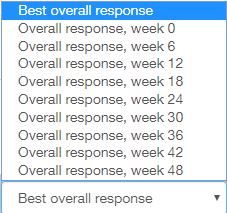 Best overall response
Overall response, week 0
Overall response, week 6
Overall response, week 12
Overall response, week 18
Overall response, week 24
Overall response, week 30
Overall response, week 36
Overall response, week 42
Overall response, week 48
Best overall response